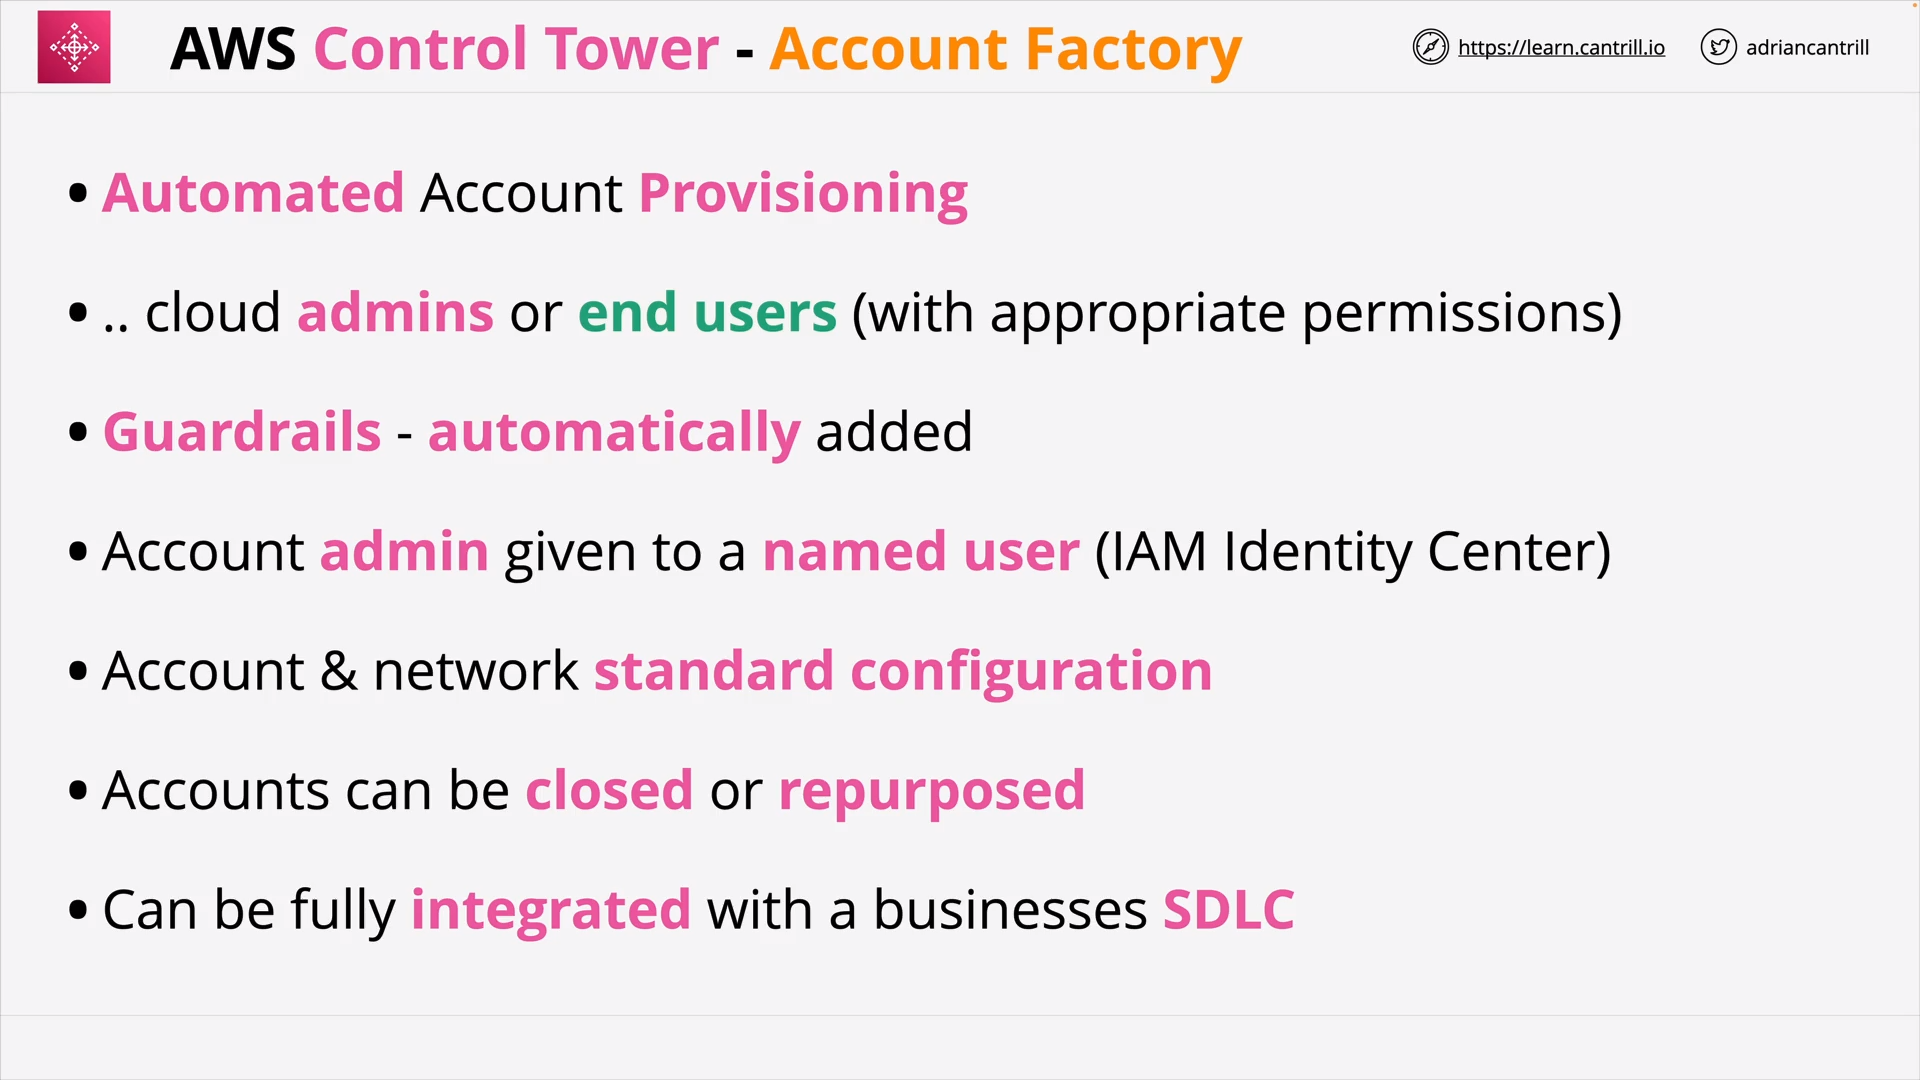 AWS Control Tower - Account Factory
https://learn.cantrill.io
adriancantrill
• Automated Account Provisioning
• .. cloud admins or end users (with appropriate permissions)
• Guardrails - automatically added
• Account admin given to a named user (IAM Identity Center)
• Account & network standard configuration
• Accounts can be closed or repurposed
• Can be fully integrated with a businesses SDLC